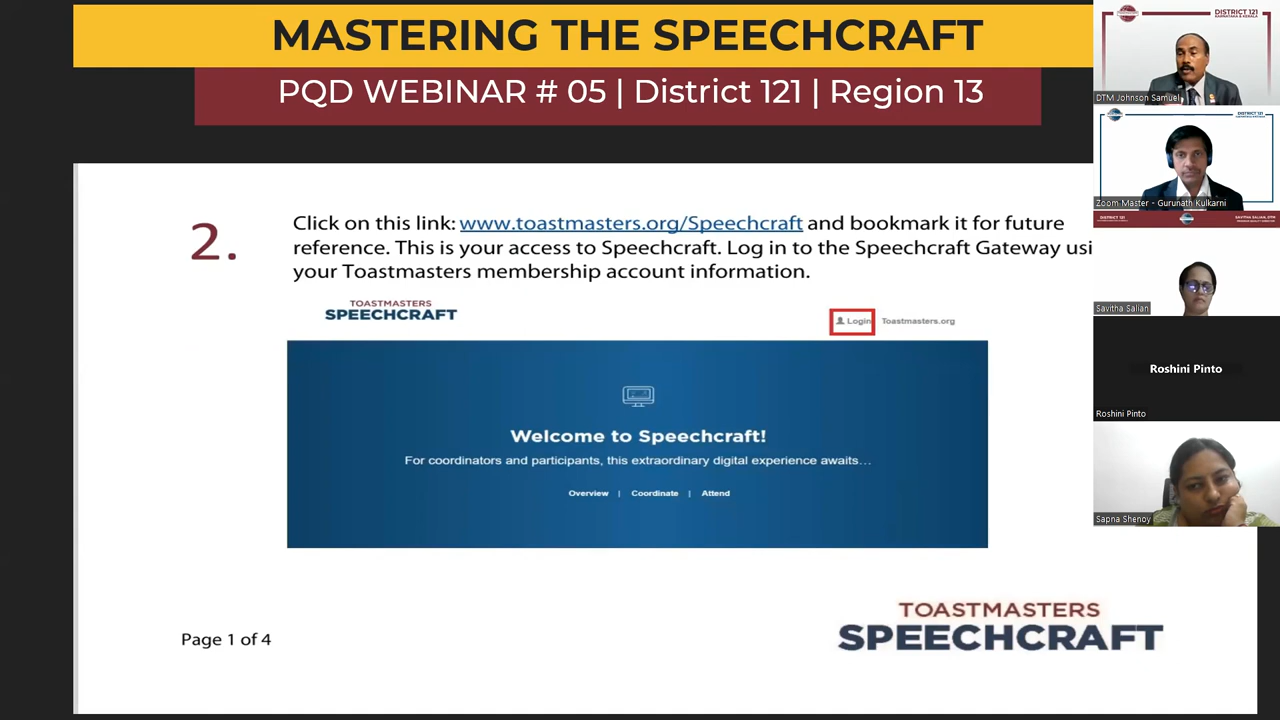 MASTERING THE SPEECHCRAFT
PQD WEBINAR # 05 | District 121 | Region 13
2.
Click on this link: www.toastmasters.org/Speechcraft and bookmark it for future
reference. This is your access to Speechcraft. Log in to the Speechcraft Gateway usi
your Toastmasters membership account information.
TOASTMASTERS
SPEECHCRAFT
Login
Toastmasters.org
Welcome to Speechcraft!
For coordinators and participants, this extraordinary digital experience awaits…
Overview | Coordinate | Attend
Page 1 of 4
TOASTMASTERS
SPEECHCRAFT
DISTRICT 121
DTM Johnson Samuel
DISTRICT 121
Zoom Master - Gurunath Kulkarni
DISTRICT 121
SAVITHA SALIAN, DTM
Savitha Salian
Roshini Pinto
Roshini Pinto
Sapna Shenoy